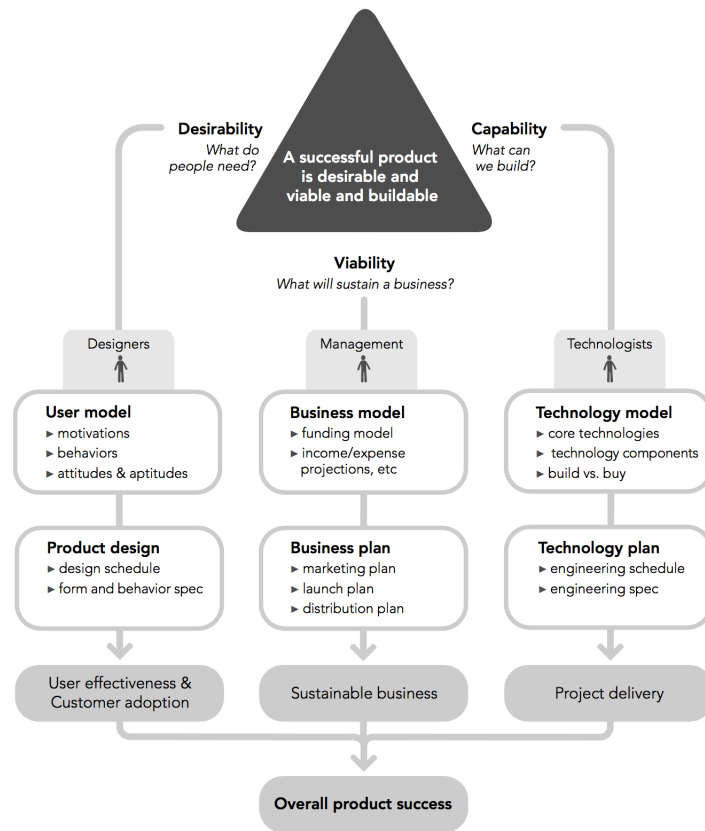 Desirability
What do
people need?
A successful product
is desirable and
viable and buildable
Capability
What can
we build?
Viability
What will sustain a business?
Designers
User model
► motivations
► behaviors
► attitudes & aptitudes
Product design
► design schedule
► form and behavior spec
User effectiveness &
Customer adoption
Management
Business model
► funding model
► income/expense
projections, etc
Business plan
► marketing plan
► launch plan
► distribution plan
Sustainable business
Technologists
Technology model
► core technologies
► technology components
► build vs. buy
Technology plan
► engineering schedule
► engineering spec
Project delivery
Overall product success